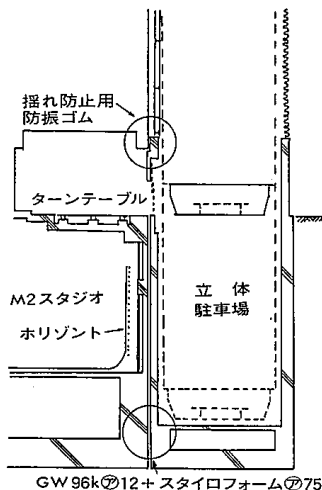 揺れ防止用
防振ゴム
ターンテーブル
M2スタジオ
ホリゾント
立体
駐車場
GW96k㋐12+スタイロフォーム㋐75